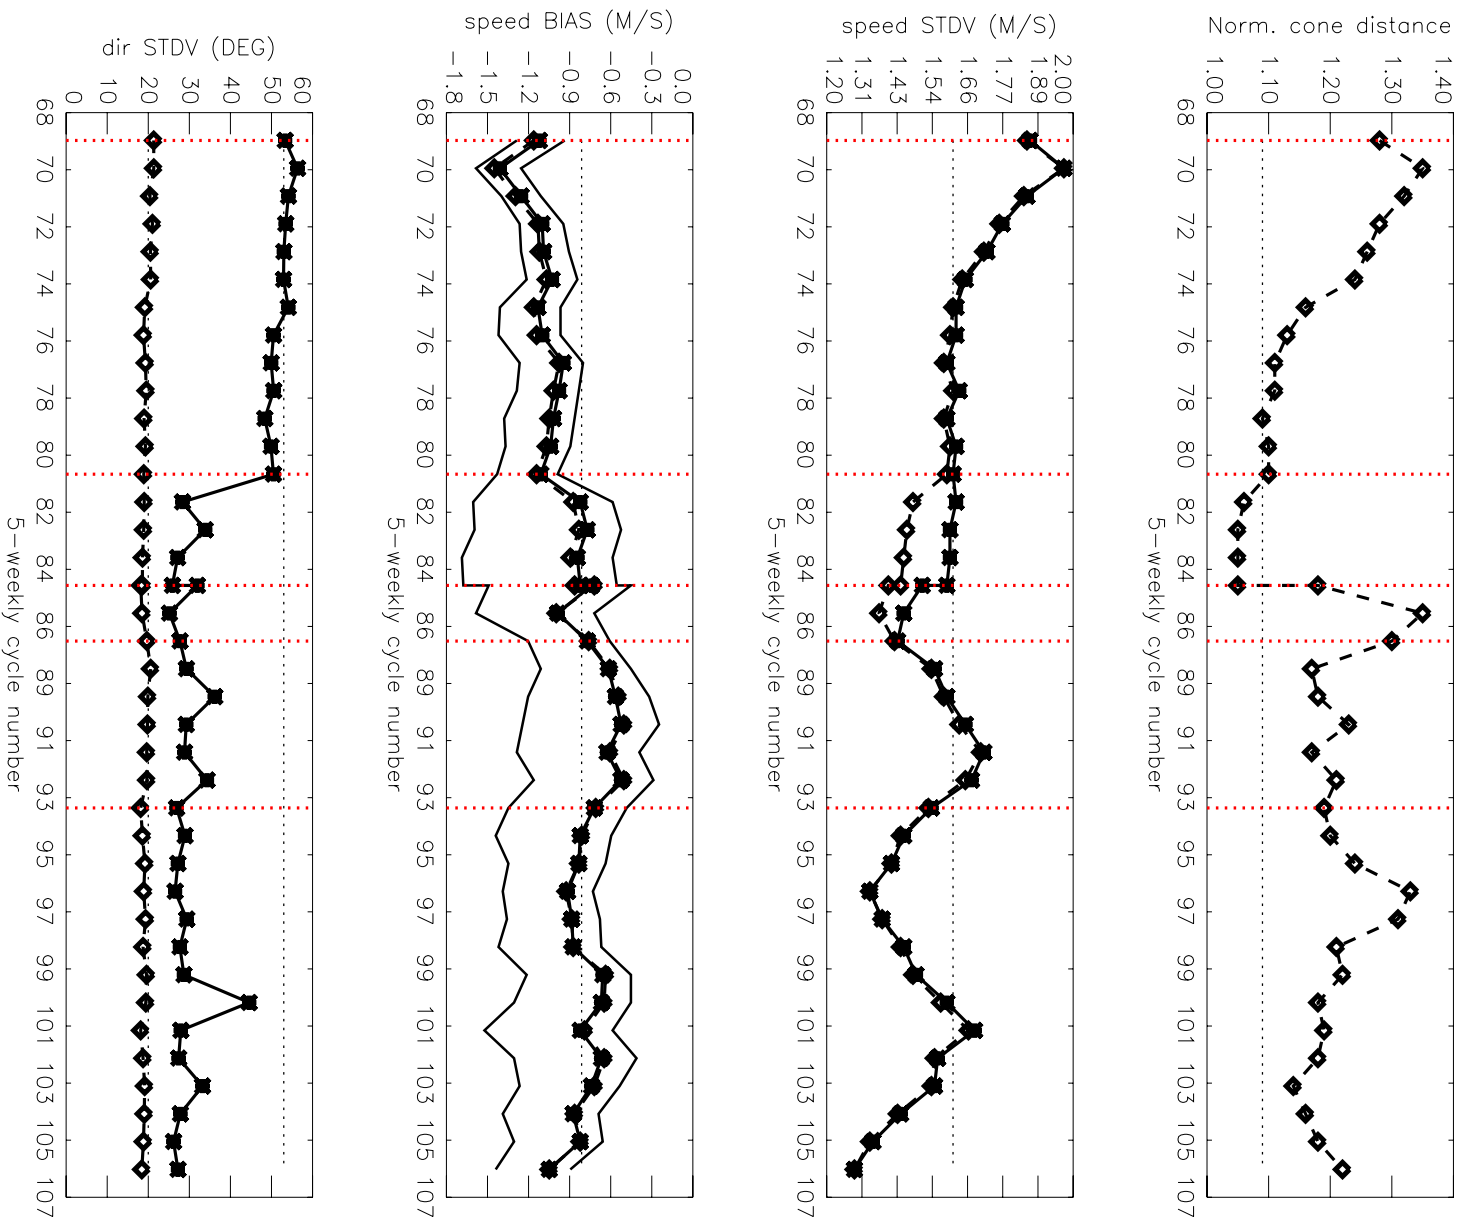 Norm. cone distance
1.40
1.30
1.20
1.10
1.00
68 70 72 74 76 78 80 82 84 86 89 91 93 95 97 99 101 103 105 107
5-weekly cycle number
speed STDV (M/S)
2.00
1.89
1.77
1.66
1.54
1.43
1.31
1.20
68 70 72 74 76 78 80 82 84 86 89 91 93 95 97 99 101 103 105 107
5-weekly cycle number
speed BIAS (M/S)
0.0
-0.3
-0.6
-0.9
-1.2
-1.5
-1.8
68 70 72 74 76 78 80 82 84 86 89 91 93 95 97 99 101 103 105 107
5-weekly cycle number
dir STDV (DEG)
60
50
40
30
20
10
0
68 70 72 74 76 78 80 82 84 86 89 91 93 95 97 99 101 103 105 107
5-weekly cycle number